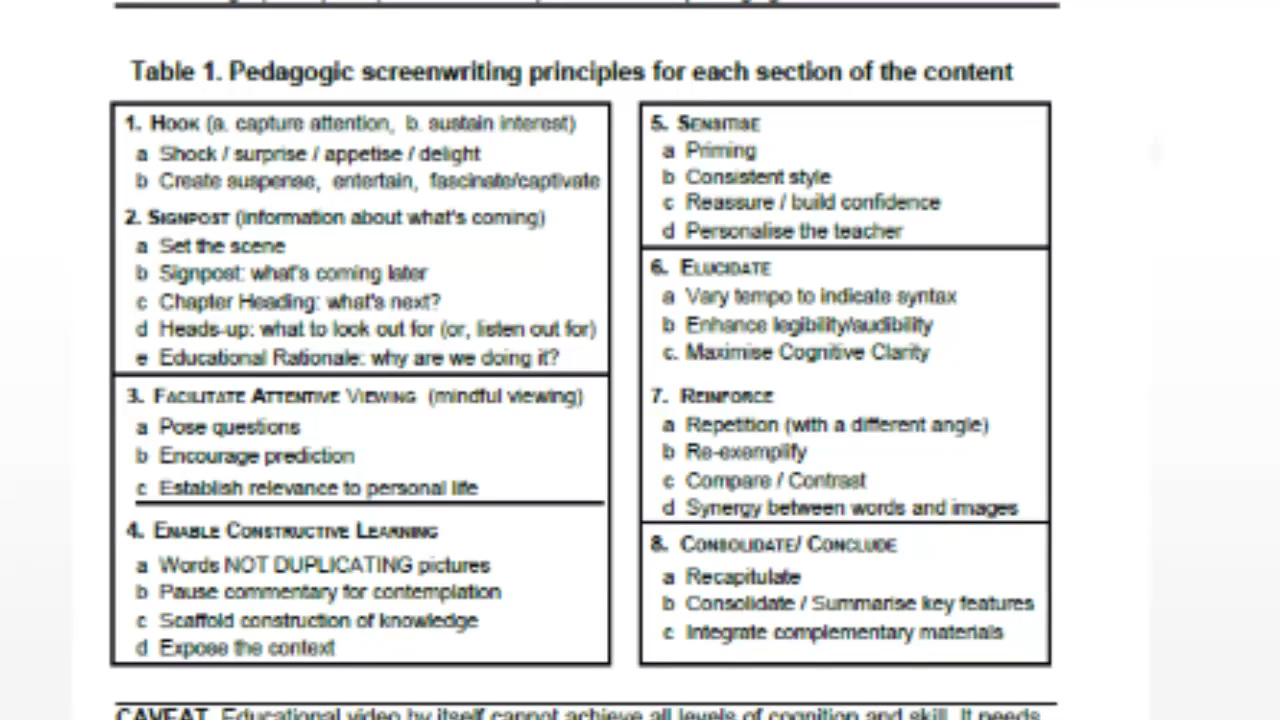 Table 1. Pedagogic screenwriting principles for each section of the content
1. HOOK (a. capture attention, b. sustain interest)
a Shock / surprise / appetise / delight
b Create suspense, entertain, fascinate/captivate
2. SIGNPOST (information about what's coming)
a Set the scene
b Signpost: what's coming later
c Chapter Heading: what's next?
d Heads-up: what to look out for (or, listen out for)
e Educational Rationale: why are we doing it?
3. FACILITATE ATTENTIVE VIEWING (mindful viewing)
a Pose questions
b Encourage prediction
c Establish relevance to personal life
4. ENABLE CONSTRUCTIVE LEARNING
a Words NOT DUPLICATING pictures
b Pause commentary for contemplation
c Scaffold construction of knowledge
d Expose the context
5. SENSITISE
a Priming
b Consistent style
c Reassure / build confidence
d Personalise the teacher
6. ELUCIDATE
a Vary tempo to indicate syntax
b Enhance legibility/audibility
c. Maximise Cognitive Clarity
7. REINFORCE
a Repetition (with a different angle)
b Re-exemplify
c Compare / Contrast
d Synergy between words and images
8. CONSOLIDATE/ CONCLUDE
a Recapitulate
b Consolidate / Summarise key features
c Integrate complementary materials
CAVEAT. Educational video by itself cannot achieve all levels of cognition and skill. It needs